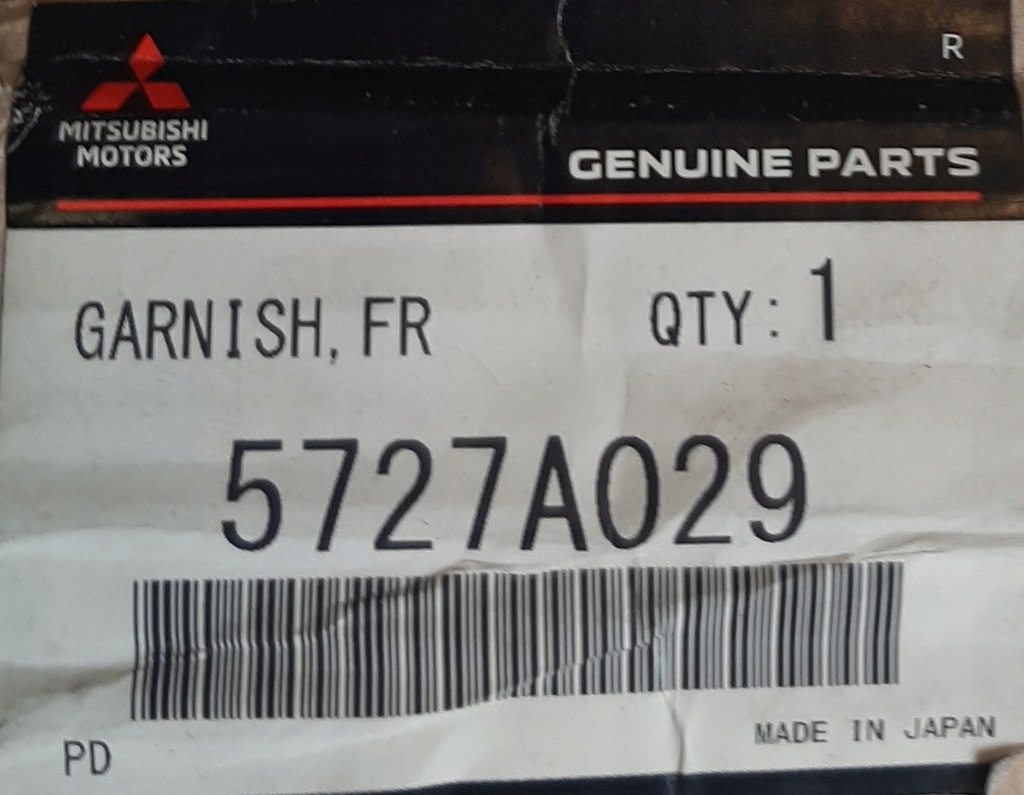 R
MITSUBISHI
MOTORS
GENUINE PARTS
GARNISH, FR
QTY: 1
5727A029
PD
MADE IN JAPAN